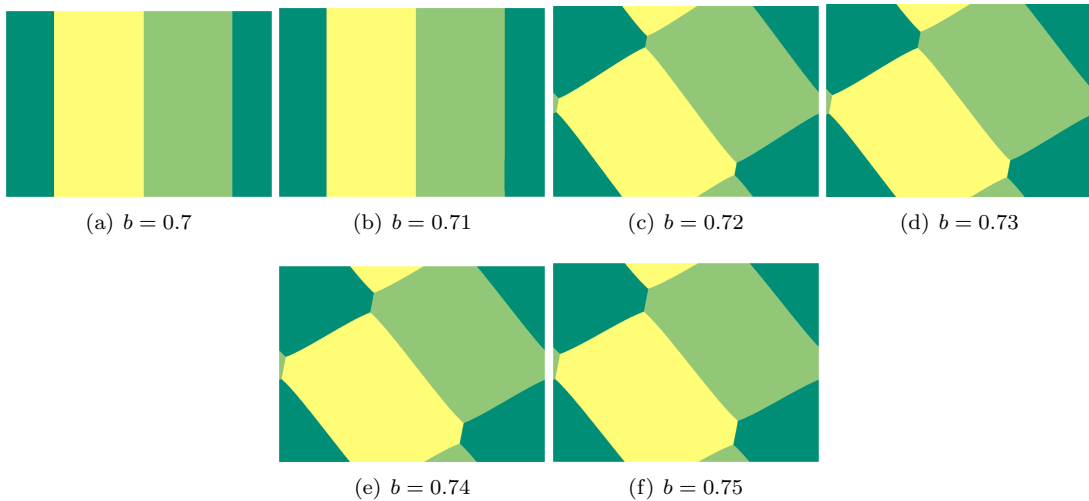 (a) b = 0.7
(b) b = 0.71
(c) b = 0.72
(d) b = 0.73
(e) b = 0.74
(f) b = 0.75